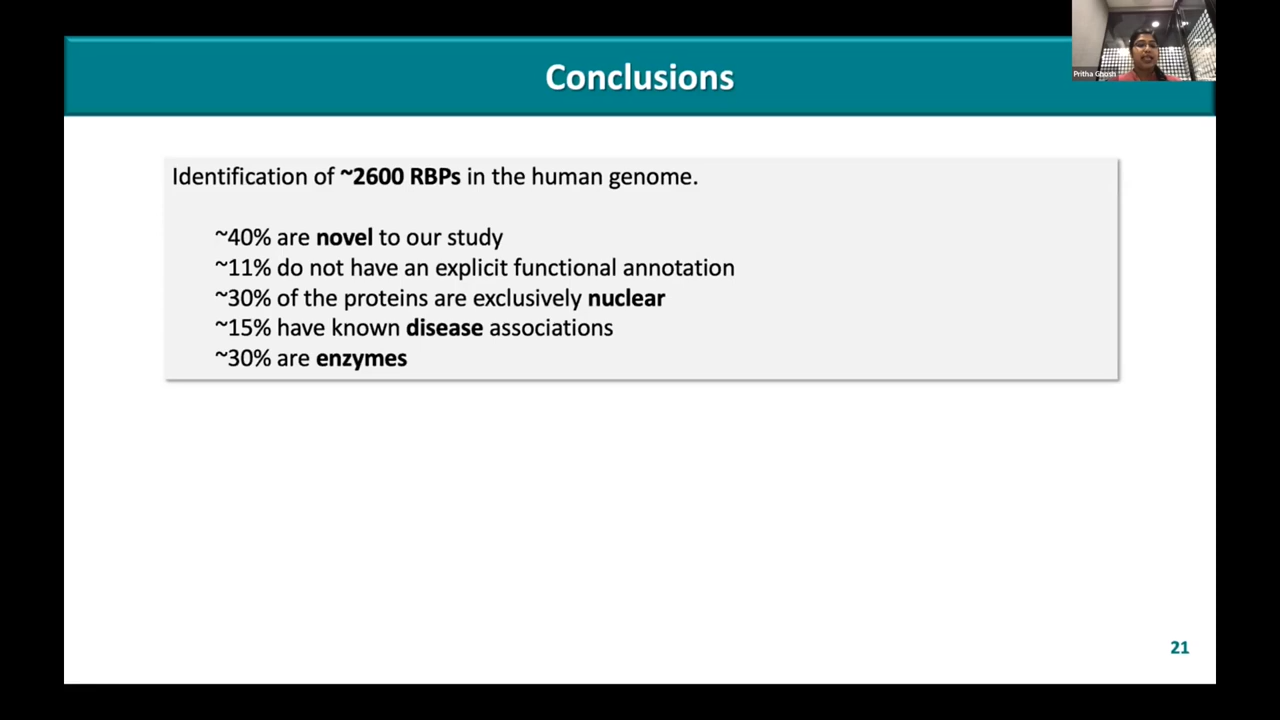 Conclusions
Pritha Ghosh
Identification of ~2600 RBPs in the human genome.
~40% are novel to our study
~11% do not have an explicit functional annotation
~30% of the proteins are exclusively nuclear
~15% have known disease associations
~30% are enzymes
21